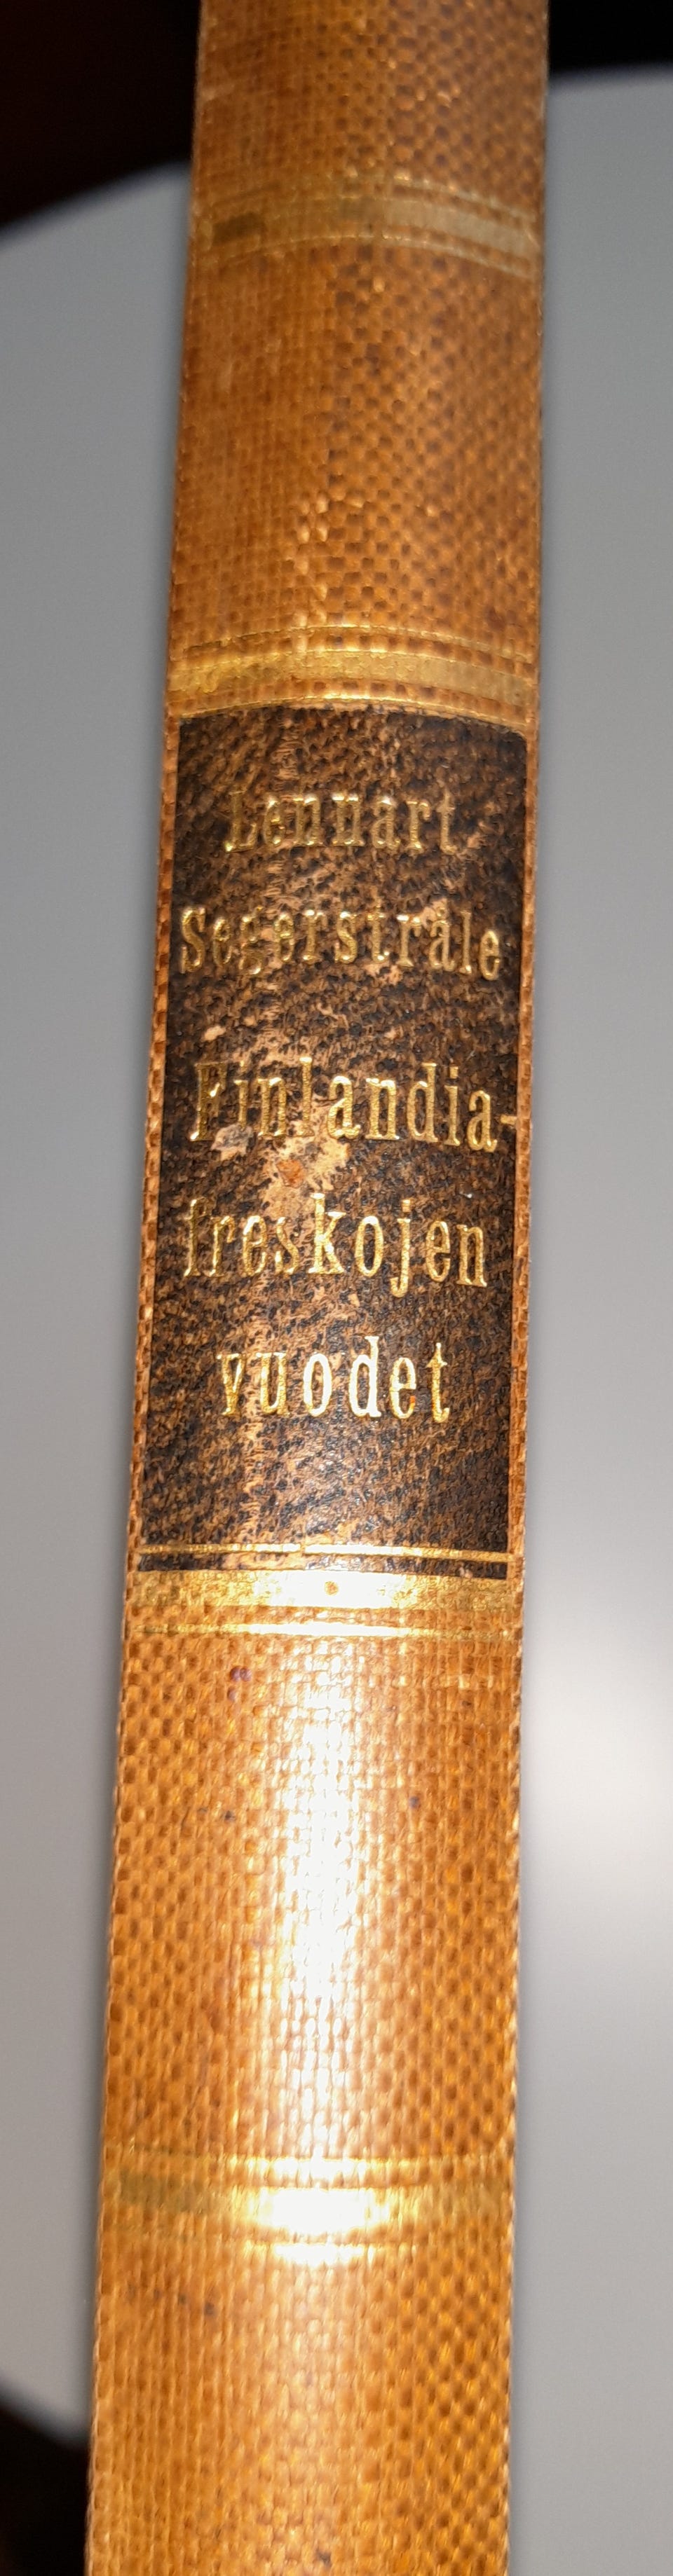 Lennart
Segerstråle
Finlandia-
freskojen
vuodet